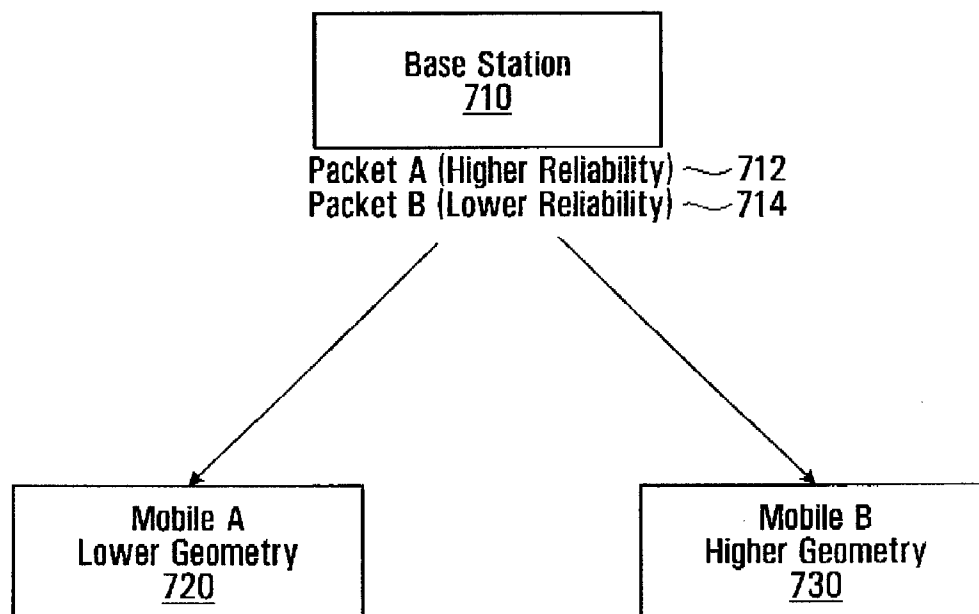 Base Station
710
Packet A (Higher Reliability) 712
Packet B (Lower Reliability) 714
Mobile A
Lower Geometry
720
Mobile B
Higher Geometry
730